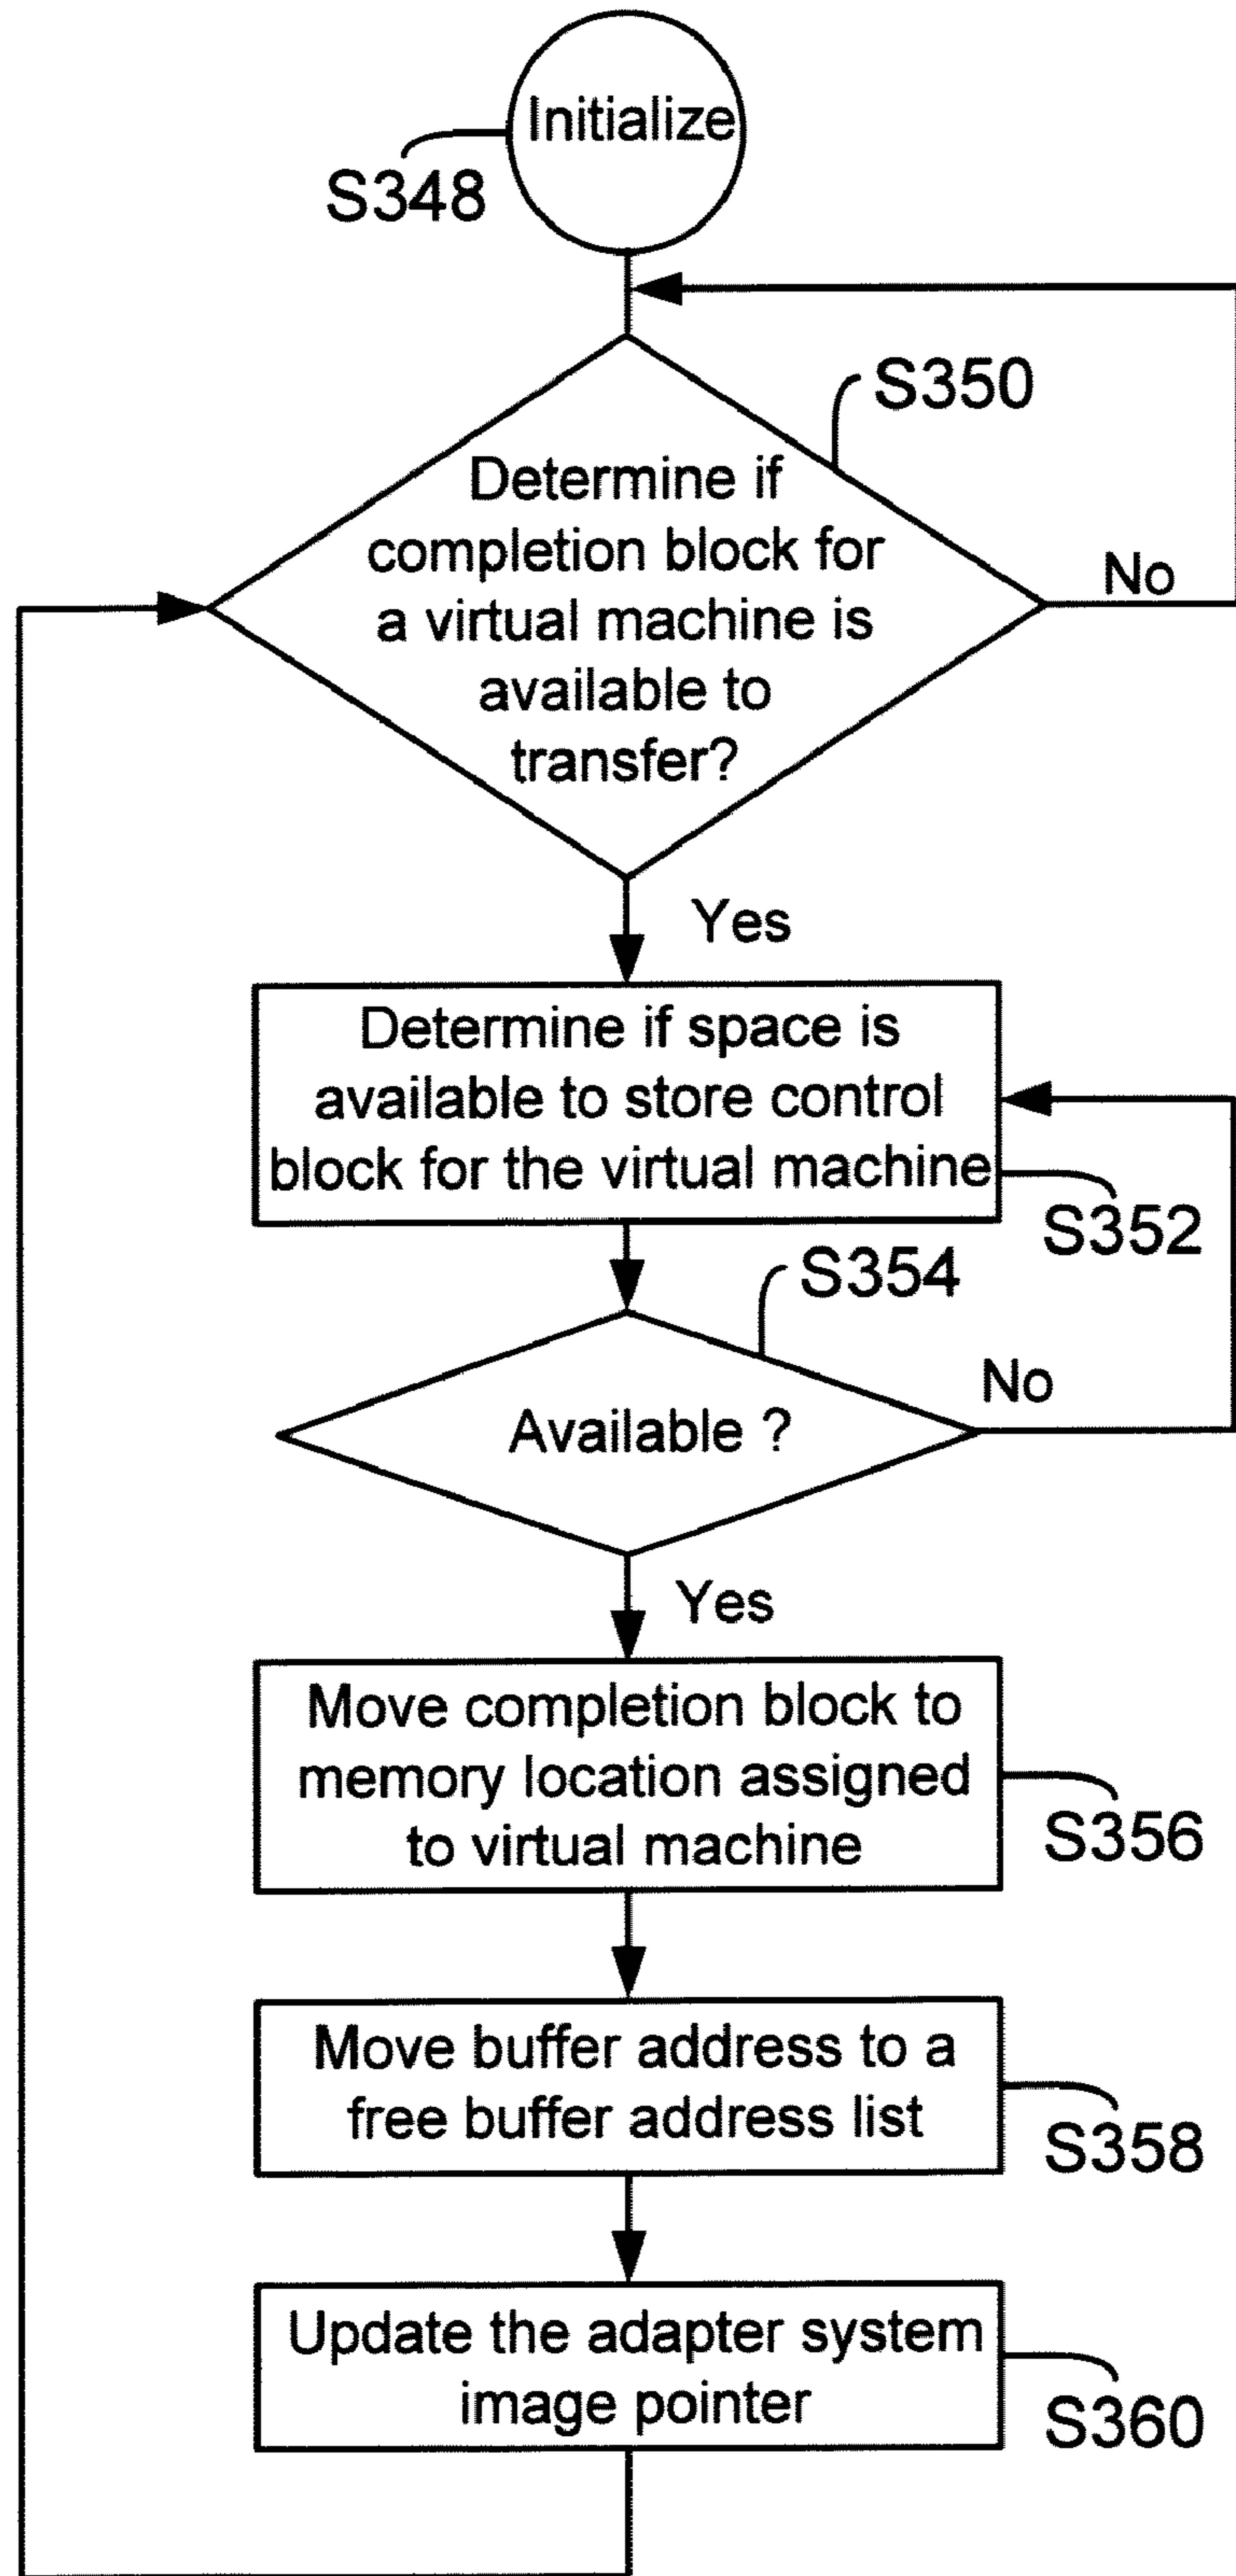 Initialize
S348
S350
Determine if
completion block for
a virtual machine is
available to
transfer?
No
Yes
Determine if space is
available to store control
block for the virtual machine
S352
S354
Available ?
No
Yes
Move completion block to
memory location assigned
to virtual machine
S356
Move buffer address to a
free buffer address list
S358
Update the adapter system
image pointer
S360